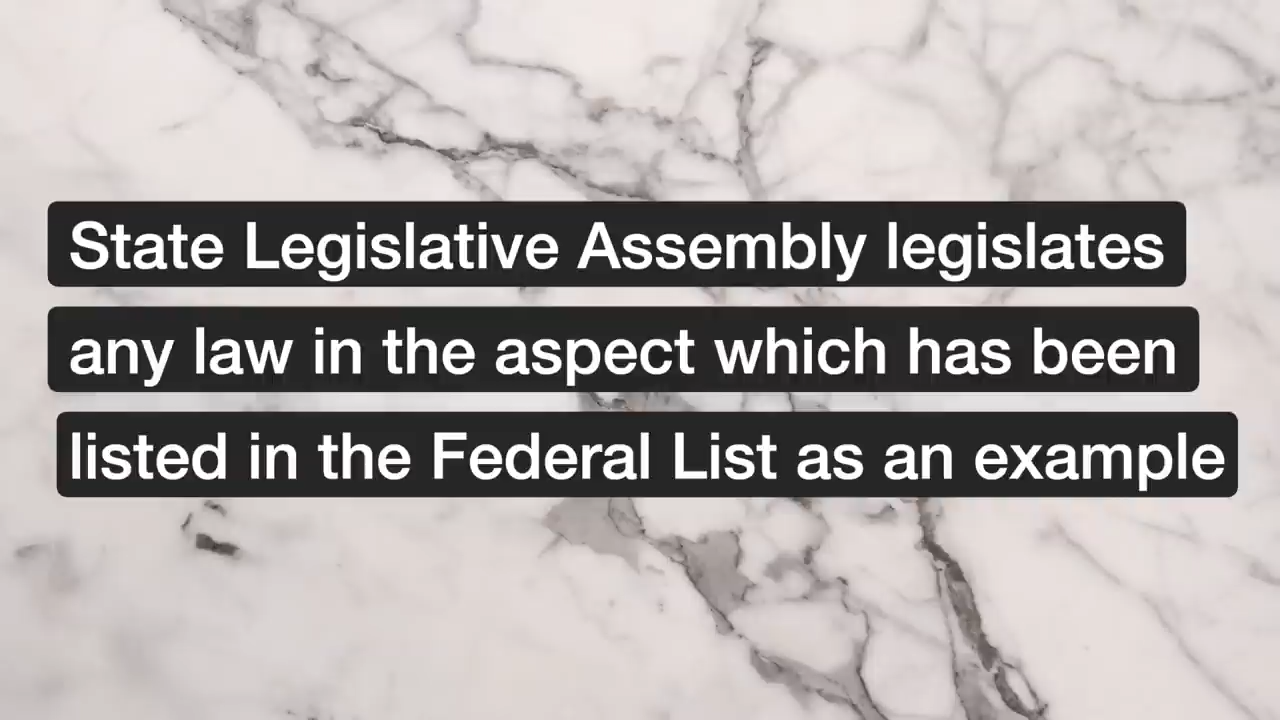 State Legislative Assembly legislates
any law in the aspect which has been
listed in the Federal List as an example